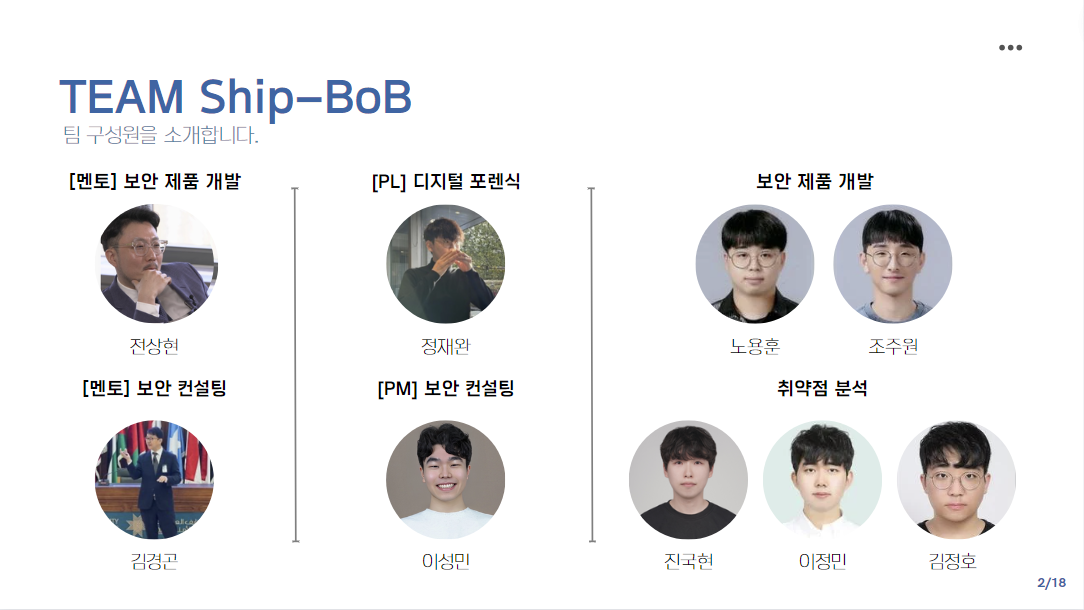 TEAM Ship-BoB
팀 구성원을 소개합니다.
[멘토] 보안 제품 개발
전상현
[멘토] 보안 컨설팅
김경곤
[PL] 디지털 포렌식
정재완
[PM] 보안 컨설팅
이성민
보안 제품 개발
노용훈 조주원
취약점 분석
진국현 이정민 김정호
2/18